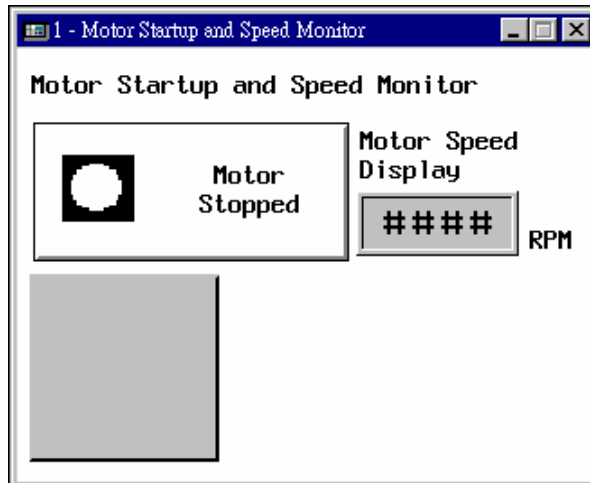 1 - Motor Startup and Speed Monitor
Motor Startup and Speed Monitor
Motor
Stopped
Motor Speed
Display
####
RPM